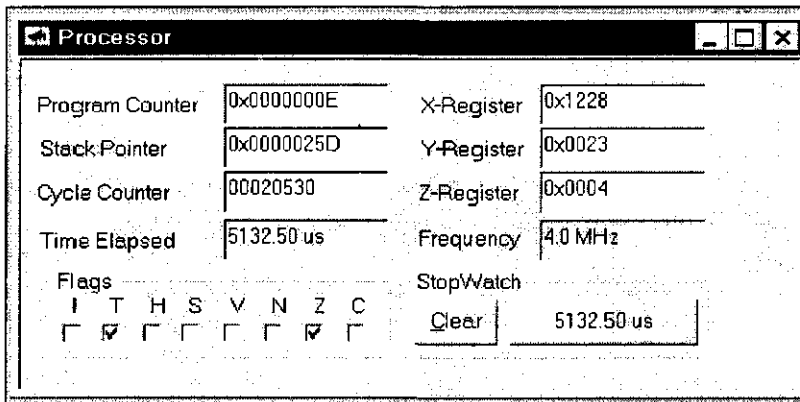 Processor
Program Counter 0x0000000E X-Register 0x1228
Stack Pointer 0x0000025D Y-Register 0x0023
Cycle Counter 00020530 Z-Register 0x0004
Time Elapsed 5132.50 us Frequency 4.0 MHz
Flags StopWatch
I T H S V N Z C
Clear 5132.50 us